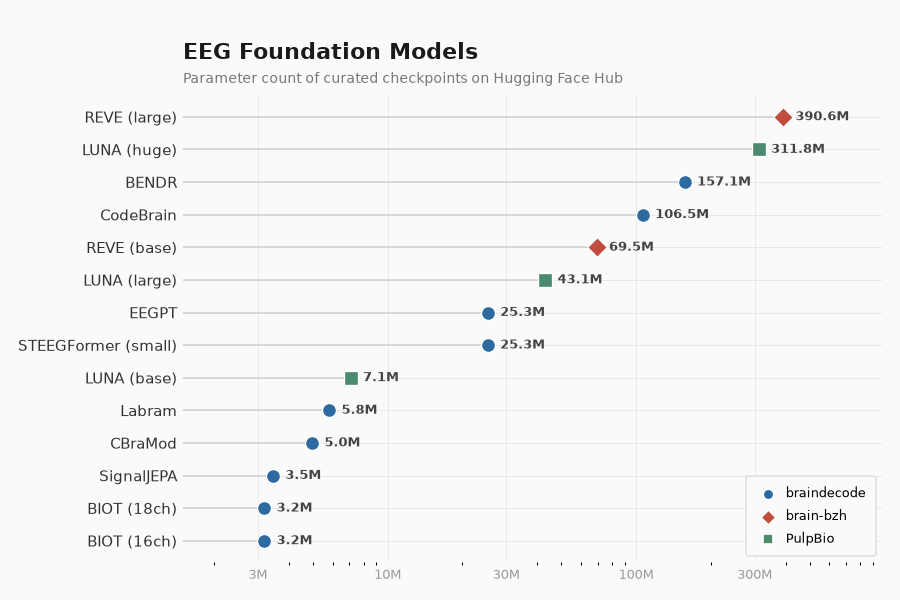 EEG Foundation Models
Parameter count of curated checkpoints on Hugging Face Hub
REVE (large) 390.6M
LUNA (huge) 311.8M
BENDR 157.1M
CodeBrain 106.5M
REVE (base) 69.5M
LUNA (large) 43.1M
EEGPT 25.3M
STEEGFormer (small) 25.3M
LUNA (base) 7.1M
Labram 5.8M
CBraMod 5.0M
SignalJEPA 3.5M
BIOT (18ch) 3.2M
BIOT (16ch) 3.2M
braindecode
brain-bzh
PulpBio
3M 10M 30M 100M 300M